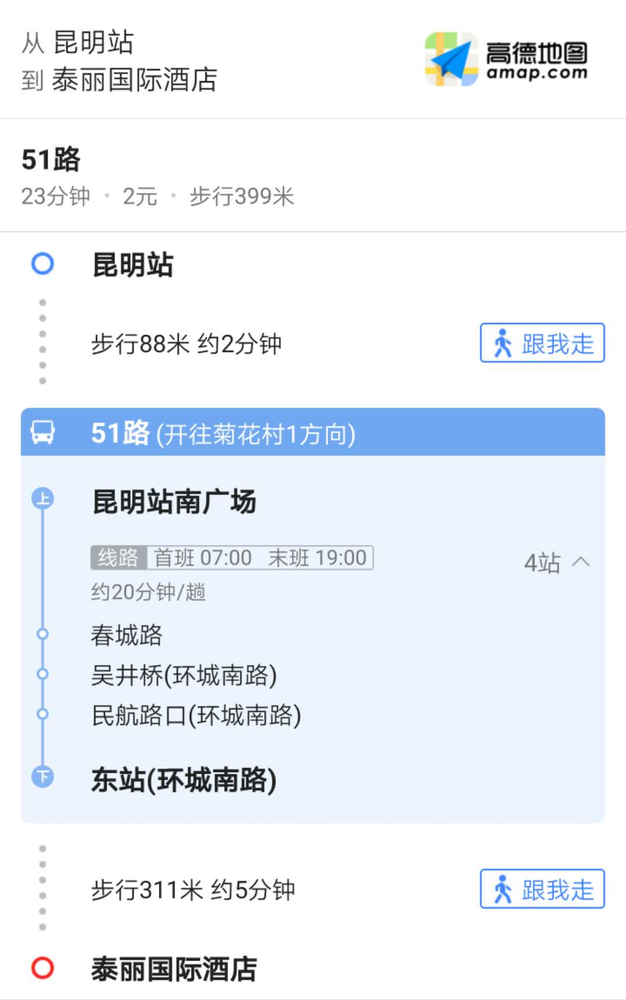 从 昆明站
到 泰丽国际酒店
高德地图
amap.com
51路
23分钟 · 2元 · 步行399米
昆明站
步行88米 约2分钟
跟我走
51路 (开往菊花村1方向)
上
昆明站南广场
线路 首班 07:00 末班 19:00
4站
约20分钟/趟
春城路
吴井桥(环城南路)
民航路口(环城南路)
下
东站(环城南路)
步行311米 约5分钟
跟我走
泰丽国际酒店